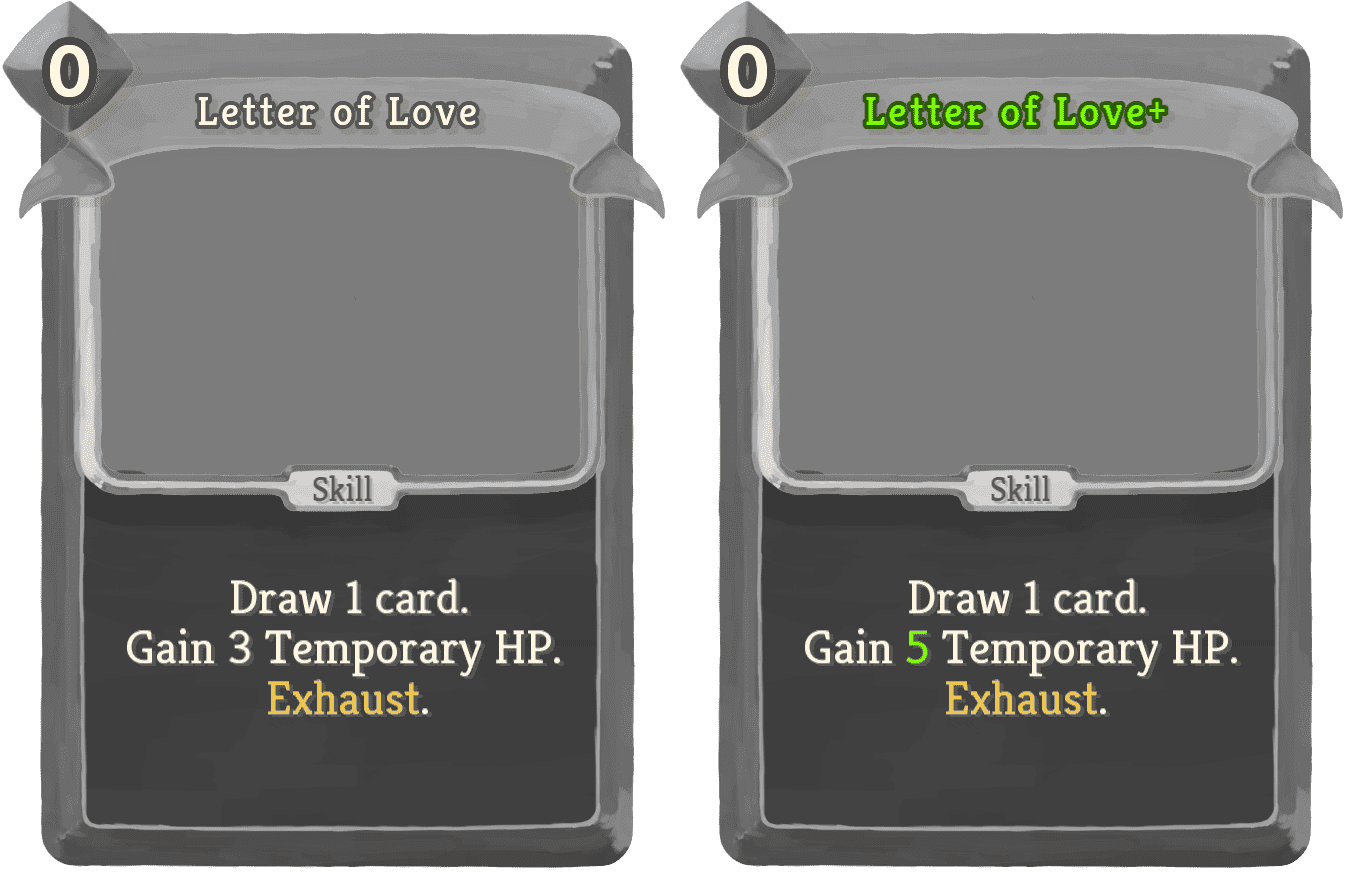 0
Letter of Love
Skill
Draw 1 card.
Gain 3 Temporary HP.
Exhaust.
0
Letter of Love+
Skill
Draw 1 card.
Gain 5 Temporary HP.
Exhaust.